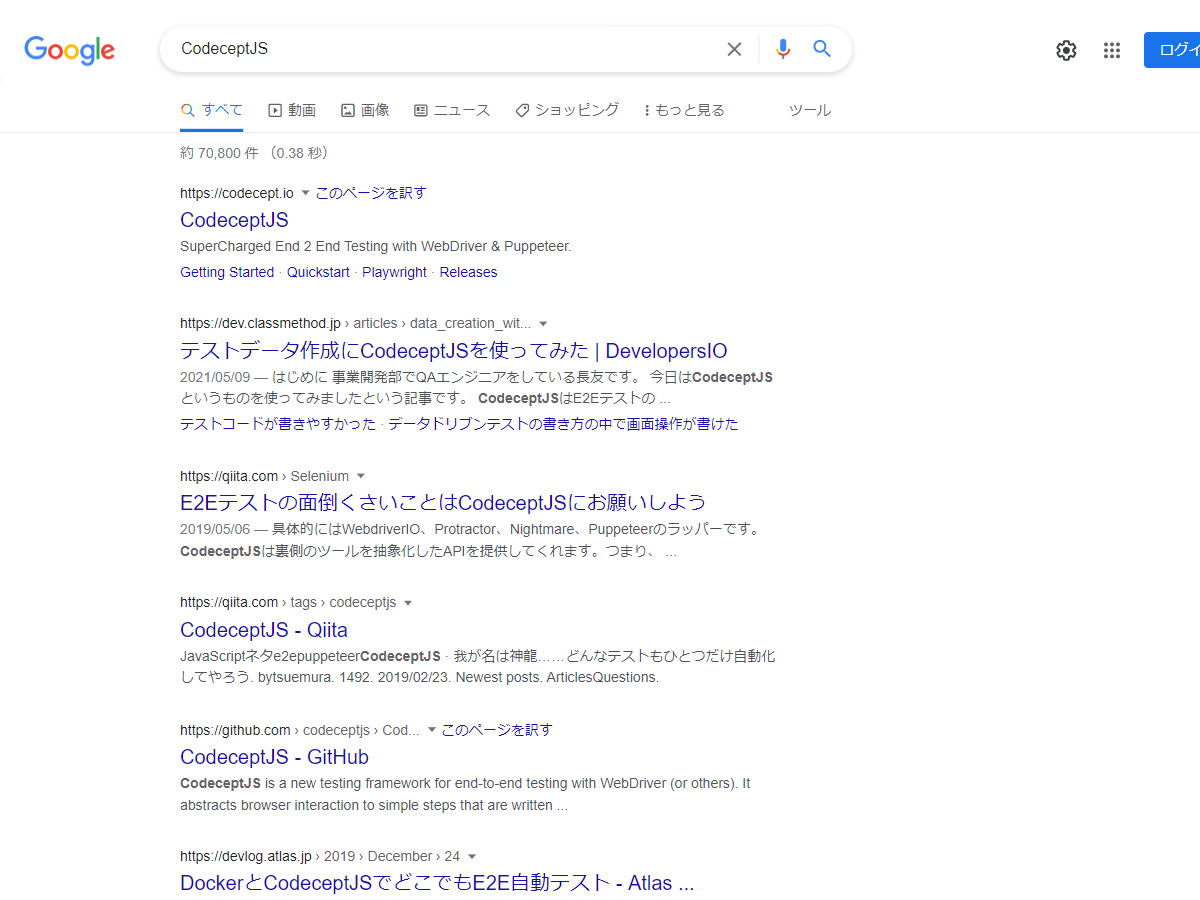 Google
CodeceptJS
ログイ
すべて 動画 画像 ニュース ショッピング もっと見る ツール
約 70,800 件 （0.38 秒）
https://codecept.io このページを訳す
CodeceptJS
SuperCharged End 2 End Testing with WebDriver & Puppeteer.
Getting Started · Quickstart · Playwright · Releases
https://dev.classmethod.jp › articles › data_creation_wit...
テストデータ作成にCodeceptJSを使ってみた | DevelopersIO
2021/05/09 — はじめに 事業開発部でQAエンジニアをしている長友です。 今日はCodeceptJS
というものを使ってみましたという記事です。 CodeceptJSはE2Eテストの ...
テストコードが書きやすかった · データドリブンテストの書き方の中で画面操作が書けた
https://qiita.com › Selenium
E2Eテストの面倒くさいことはCodeceptJSにお願いしよう
2019/05/06 — 具体的にはWebdriverIO、Protractor、Nightmare、Puppeteerのラッパーです。
CodeceptJSは裏側のツールを抽象化したAPIを提供してくれます。つまり、 ...
https://qiita.com › tags › codeceptjs
CodeceptJS - Qiita
JavaScriptネタe2epuppeteerCodeceptJS · 我が名は神龍……どんなテストもひとつだけ自動化
してやろう. bytsuemura. 1492. 2019/02/23. Newest posts. ArticlesQuestions.
https://github.com › codeceptjs › Cod... このページを訳す
CodeceptJS - GitHub
CodeceptJS is a new testing framework for end-to-end testing with WebDriver (or others). It
abstracts browser interaction to simple steps that are written ...
https://devlog.atlas.jp › 2019 › December › 24
DockerとCodeceptJSでどこでもE2E自動テスト - Atlas ...